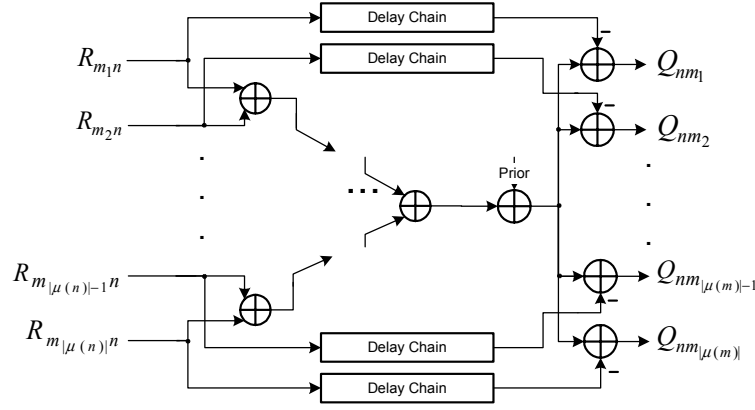 Delay Chain
R_{m_1 n}
Q_{nm_1}
Delay Chain
R_{m_2 n}
Q_{nm_2}
Prior
R_{m_{|μ(n)|-1} n}
Q_{nm_{|μ(m)|-1}}
R_{m_{|μ(n)|} n}
Q_{nm_{|μ(m)|}}
Delay Chain
Delay Chain